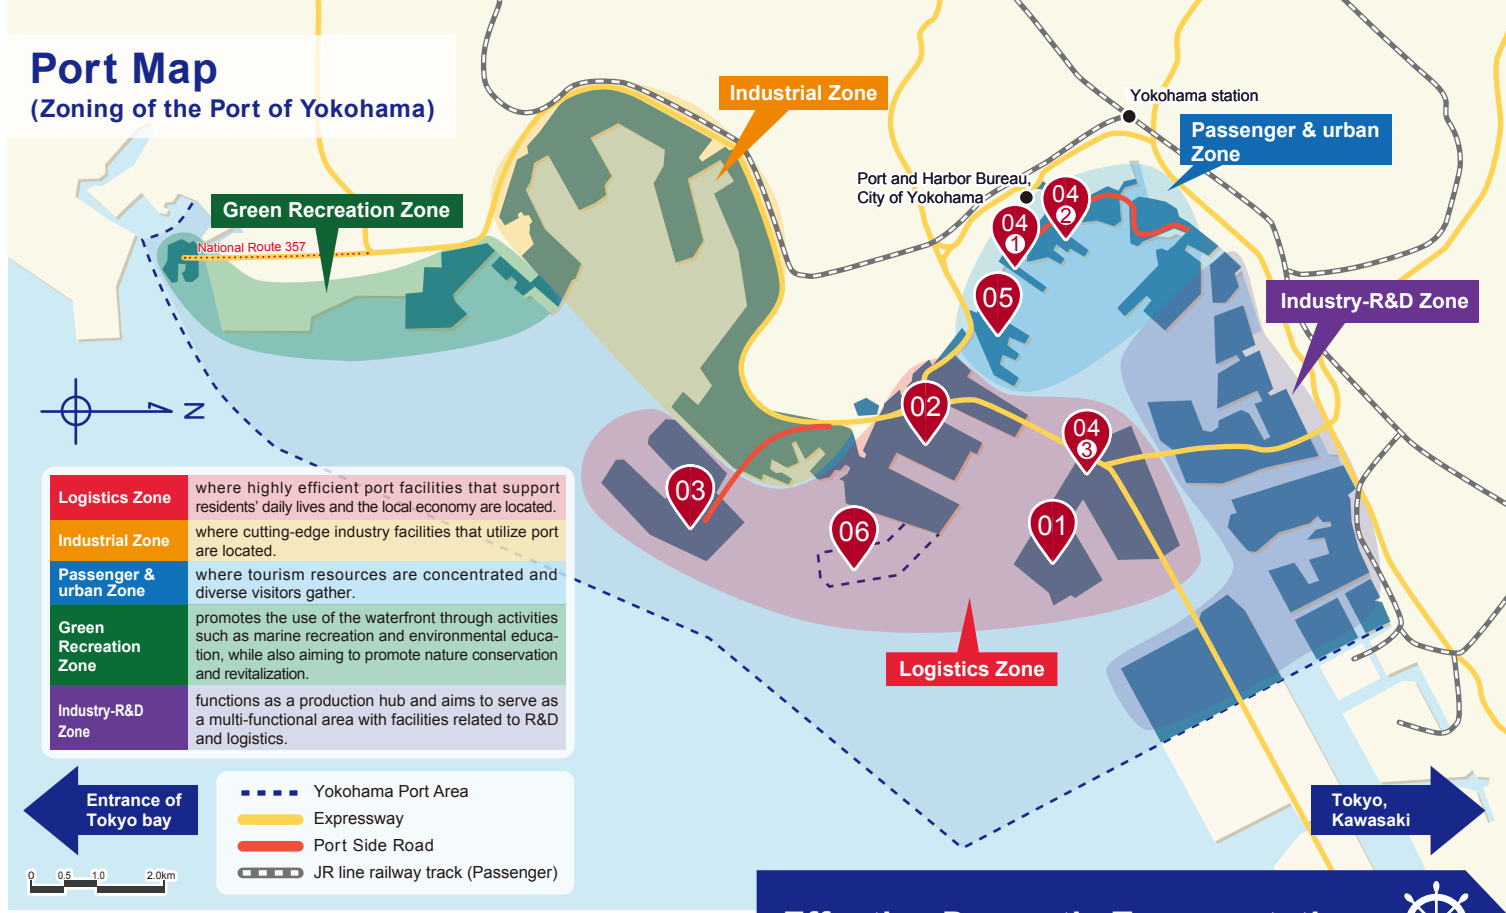 Port Map
(Zoning of the Port of Yokohama)
Industrial Zone
Yokohama station
Passenger & urban
Zone
Port and Harbor Bureau,
City of Yokohama
Green Recreation Zone
National Route 357
04
2
04
1
05
Industry-R&D Zone
N
02
04
3
03
06
01
Logistics Zone
Logistics Zone
where highly efficient port facilities that support
residents' daily lives and the local economy are located.
Industrial Zone
where cutting-edge industry facilities that utilize port
are located.
Passenger &
urban Zone
where tourism resources are concentrated and
diverse visitors gather.
Green
Recreation
Zone
promotes the use of the waterfront through activities
such as marine recreation and environmental educa-
tion, while also aiming to promote nature conservation
and revitalization.
Industry-R&D
Zone
functions as a production hub and aims to serve as
a multi-functional area with facilities related to R&D
and logistics.
Entrance of
Tokyo bay
Yokohama Port Area
Expressway
Port Side Road
JR line railway track (Passenger)
Tokyo,
Kawasaki
0 0.5 1.0 2.0km